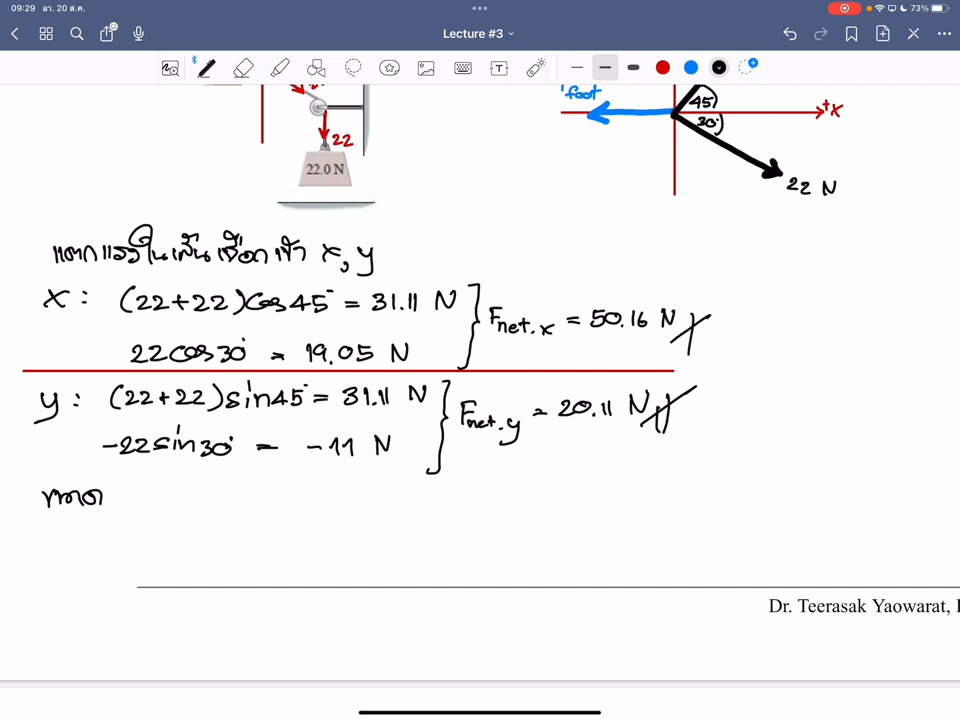 09:29 อา. 20 ส.ค.
73%
Lecture #3
foot
45°
+x
30°
22
22.0 N
22 N
แตกแรงในเส้นเชือกเข้า x, y
x : (22+22)cos45° = 31.11 N
22cos30° = 19.05 N
Fnet.x = 50.16 N
y : (22+22)sin45° = 31.11 N
-22sin30° = -11 N
Fnet.y = 20.11 N
Dr. Teerasak Yaowarat,